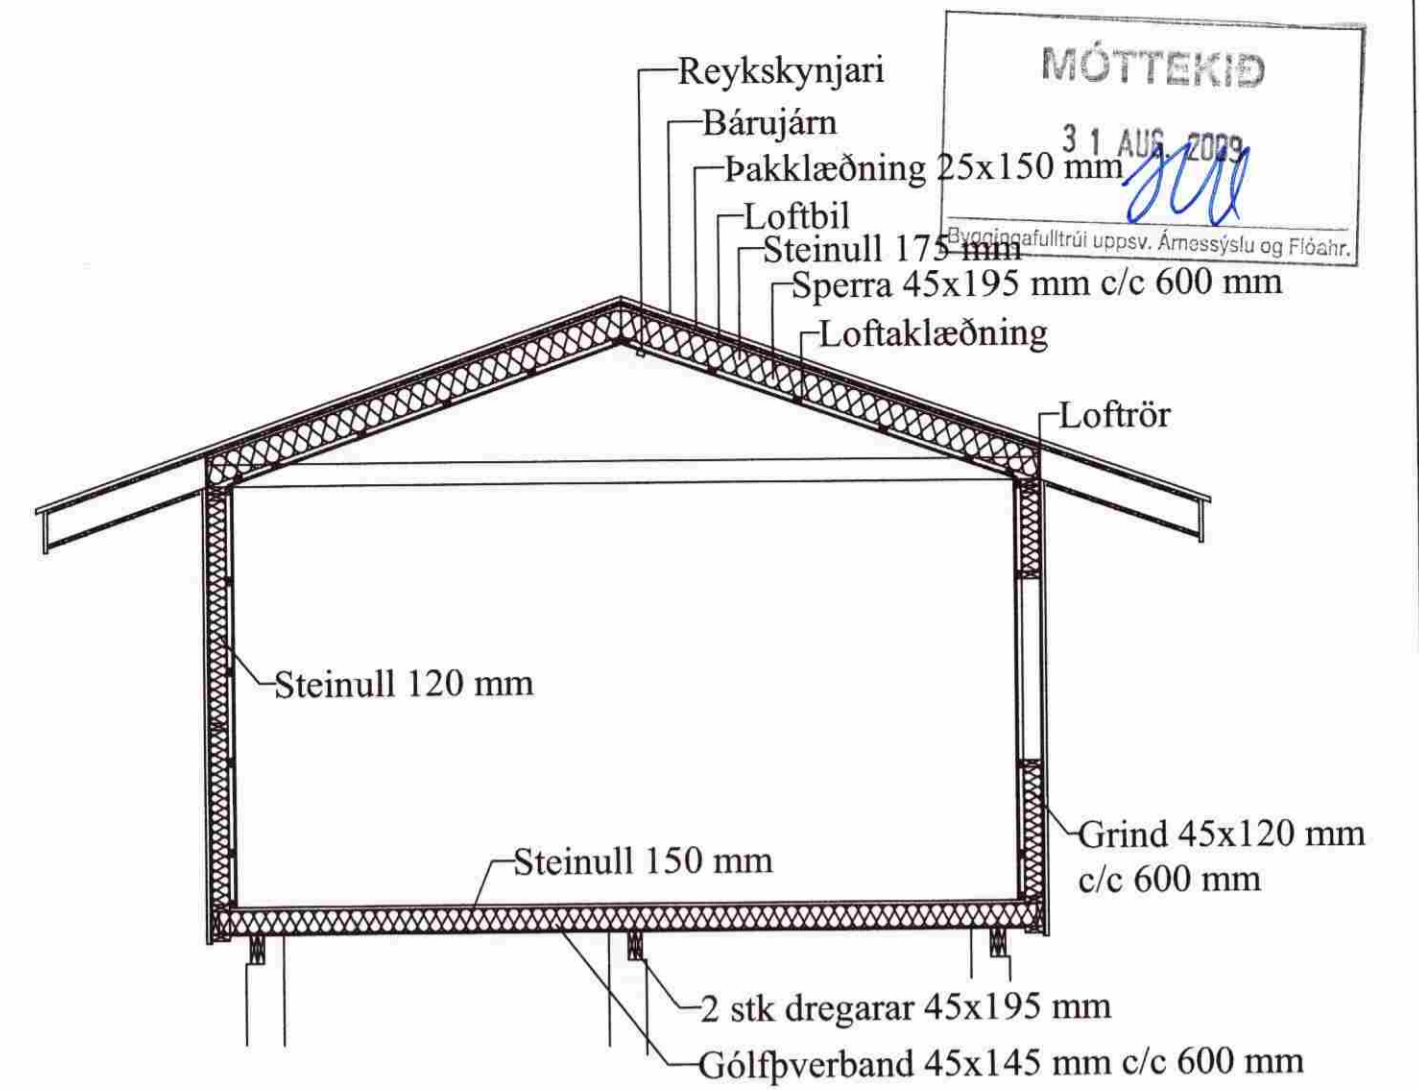 MÓTTEKIÐ
31 AUG. 2009
Byggingafulltrúi uppsv. Árnessýslu og Flóahr.
Reykskynjari
Bárujárn
Þakklæðning 25x150 mm
Loftbil
Steinull 175 mm
Sperra 45x195 mm c/c 600 mm
Loftaklæðning
Loftrör
Steinull 120 mm
Grind 45x120 mm
c/c 600 mm
Steinull 150 mm
2 stk dregarar 45x195 mm
Gólfþverband 45x145 mm c/c 600 mm